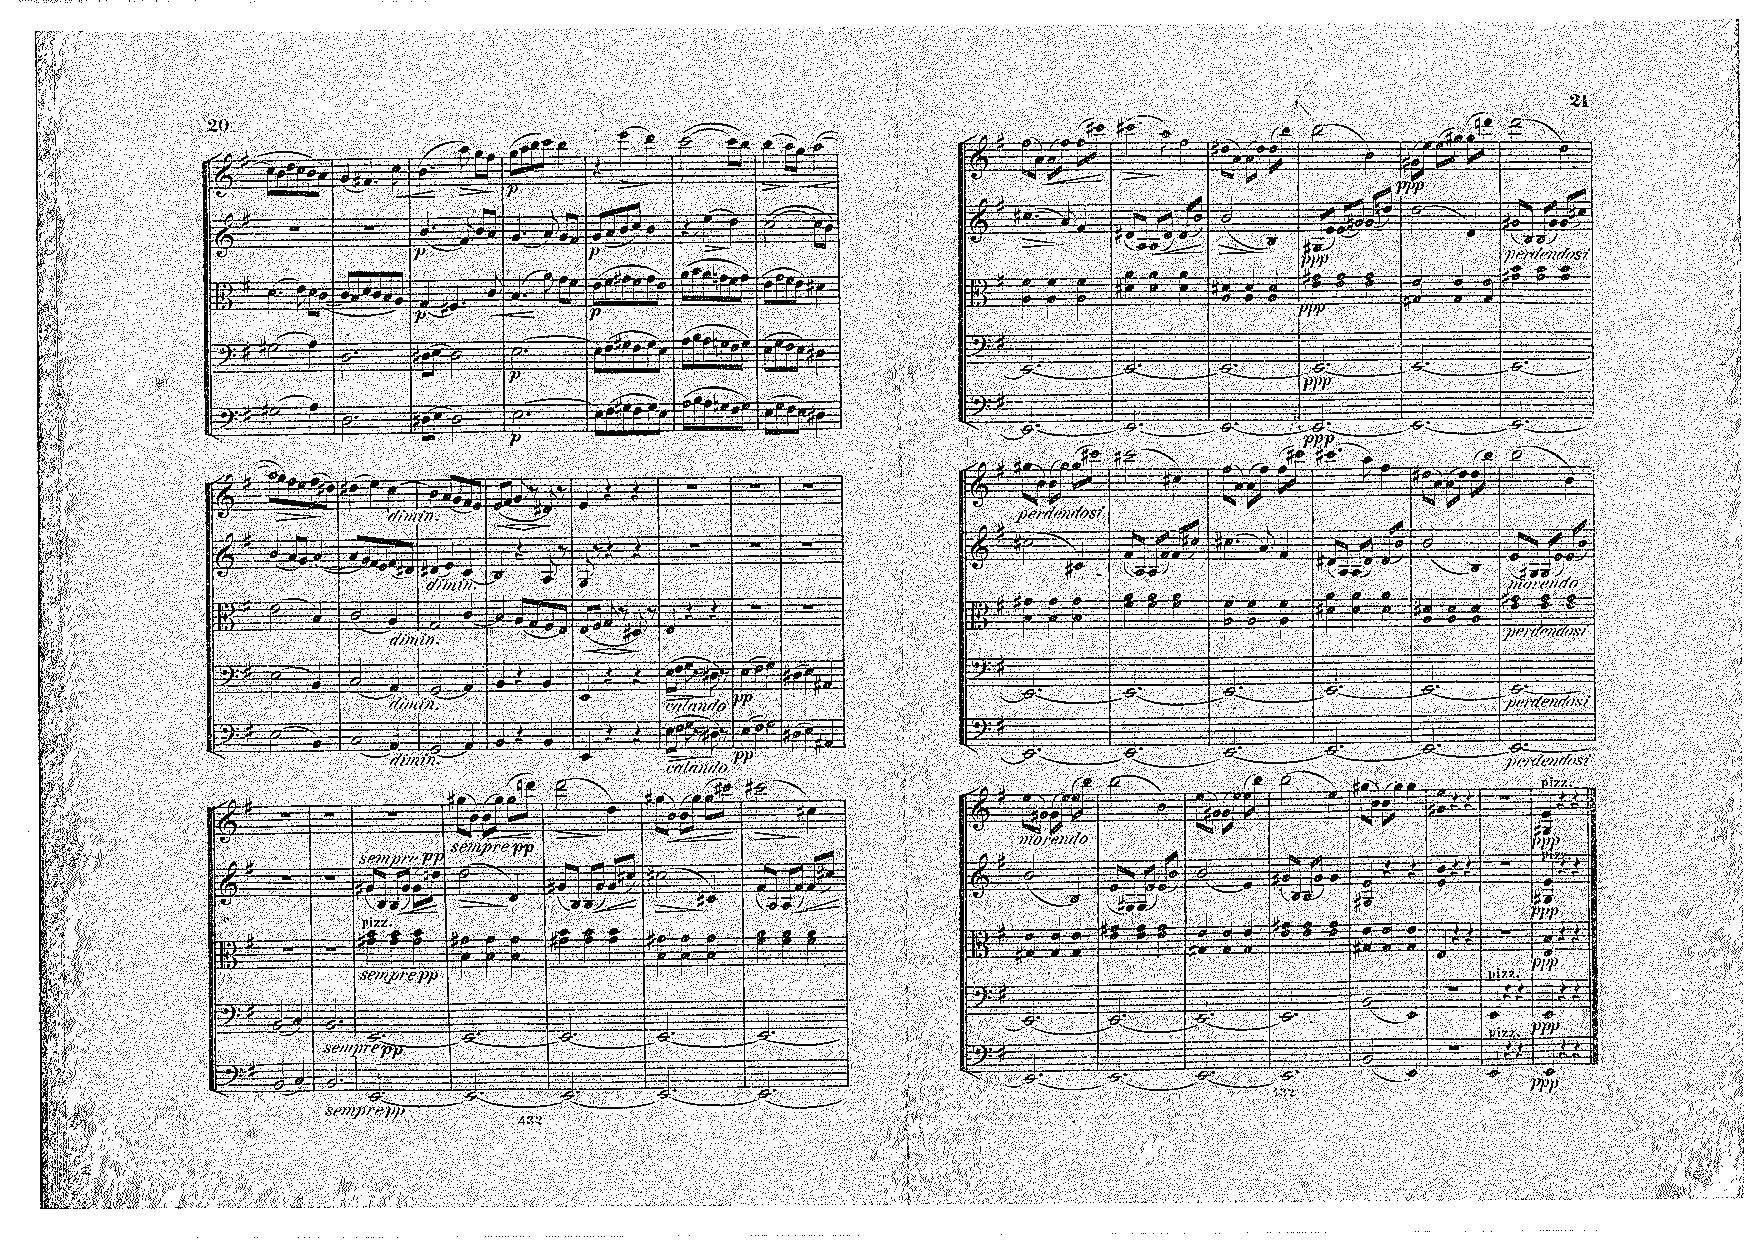 20
p
p p
p p
p
p
dimin.
dimin.
dimin.
dimin. calando pp
dimin. calando pp
sempre pp sempre pp
pizz.
sempre pp
sempre pp
sempre pp
433
21
ppp
ppp perdendosi
ppp
ppp
ppp
perdendosi
morendo
perdendosi
perdendosi
perdendosi
pizz.
morendo ppp
pizz.
ppp
ppp
pizz.
ppp
pizz.
ppp